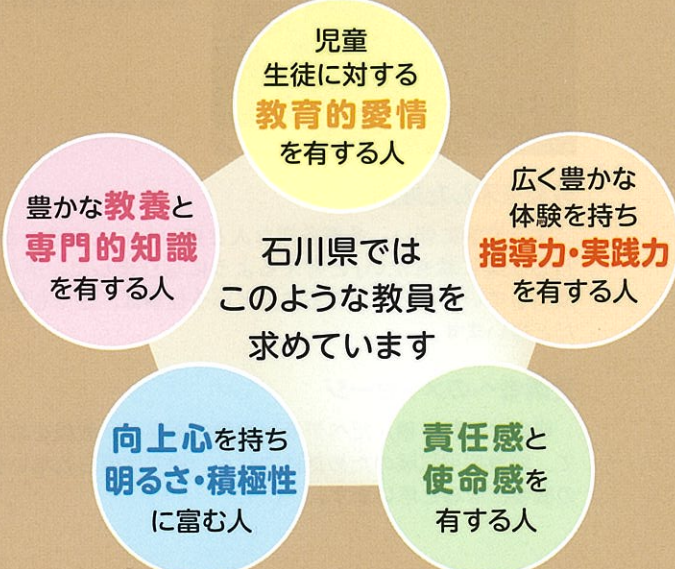 児童
生徒に対する
教育的愛情
を有する人
豊かな教養と
専門的知識
を有する人
広く豊かな
体験を持ち
指導力・実践力
を有する人
石川県では
このような教員を
求めています
向上心を持ち
明るさ・積極性
に富む人
責任感と
使命感を
有する人